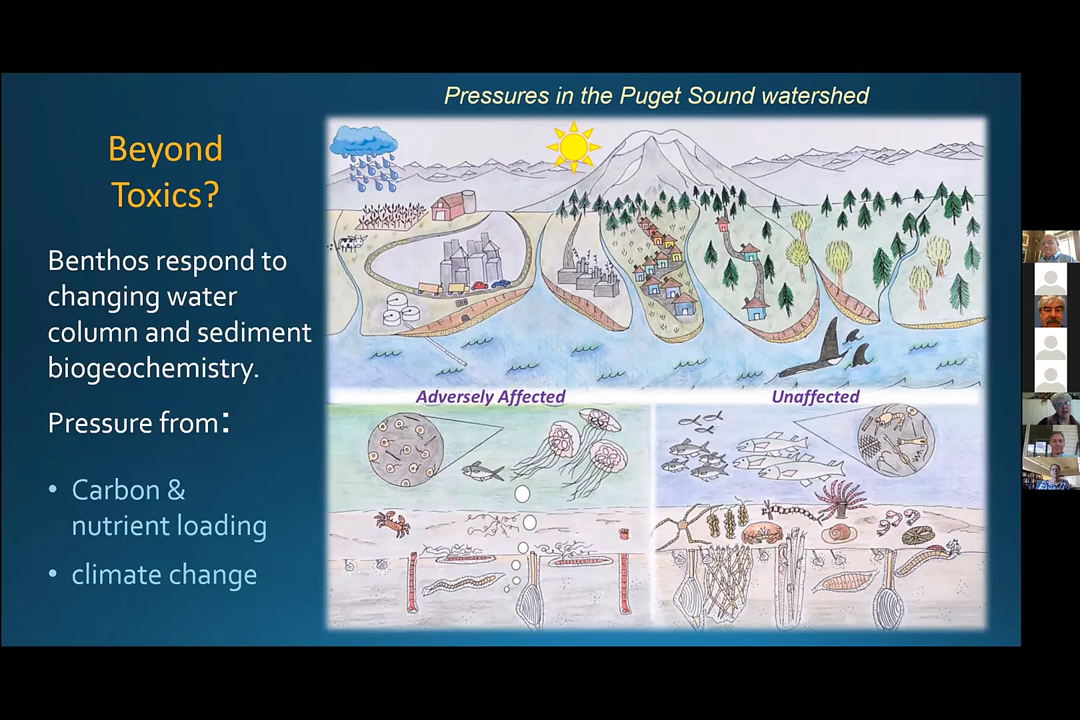 Pressures in the Puget Sound watershed
Beyond
Toxics?
Benthos respond to
changing water
column and sediment
biogeochemistry.
Pressure from:
• Carbon &
nutrient loading
• climate change
Adversely Affected
Unaffected